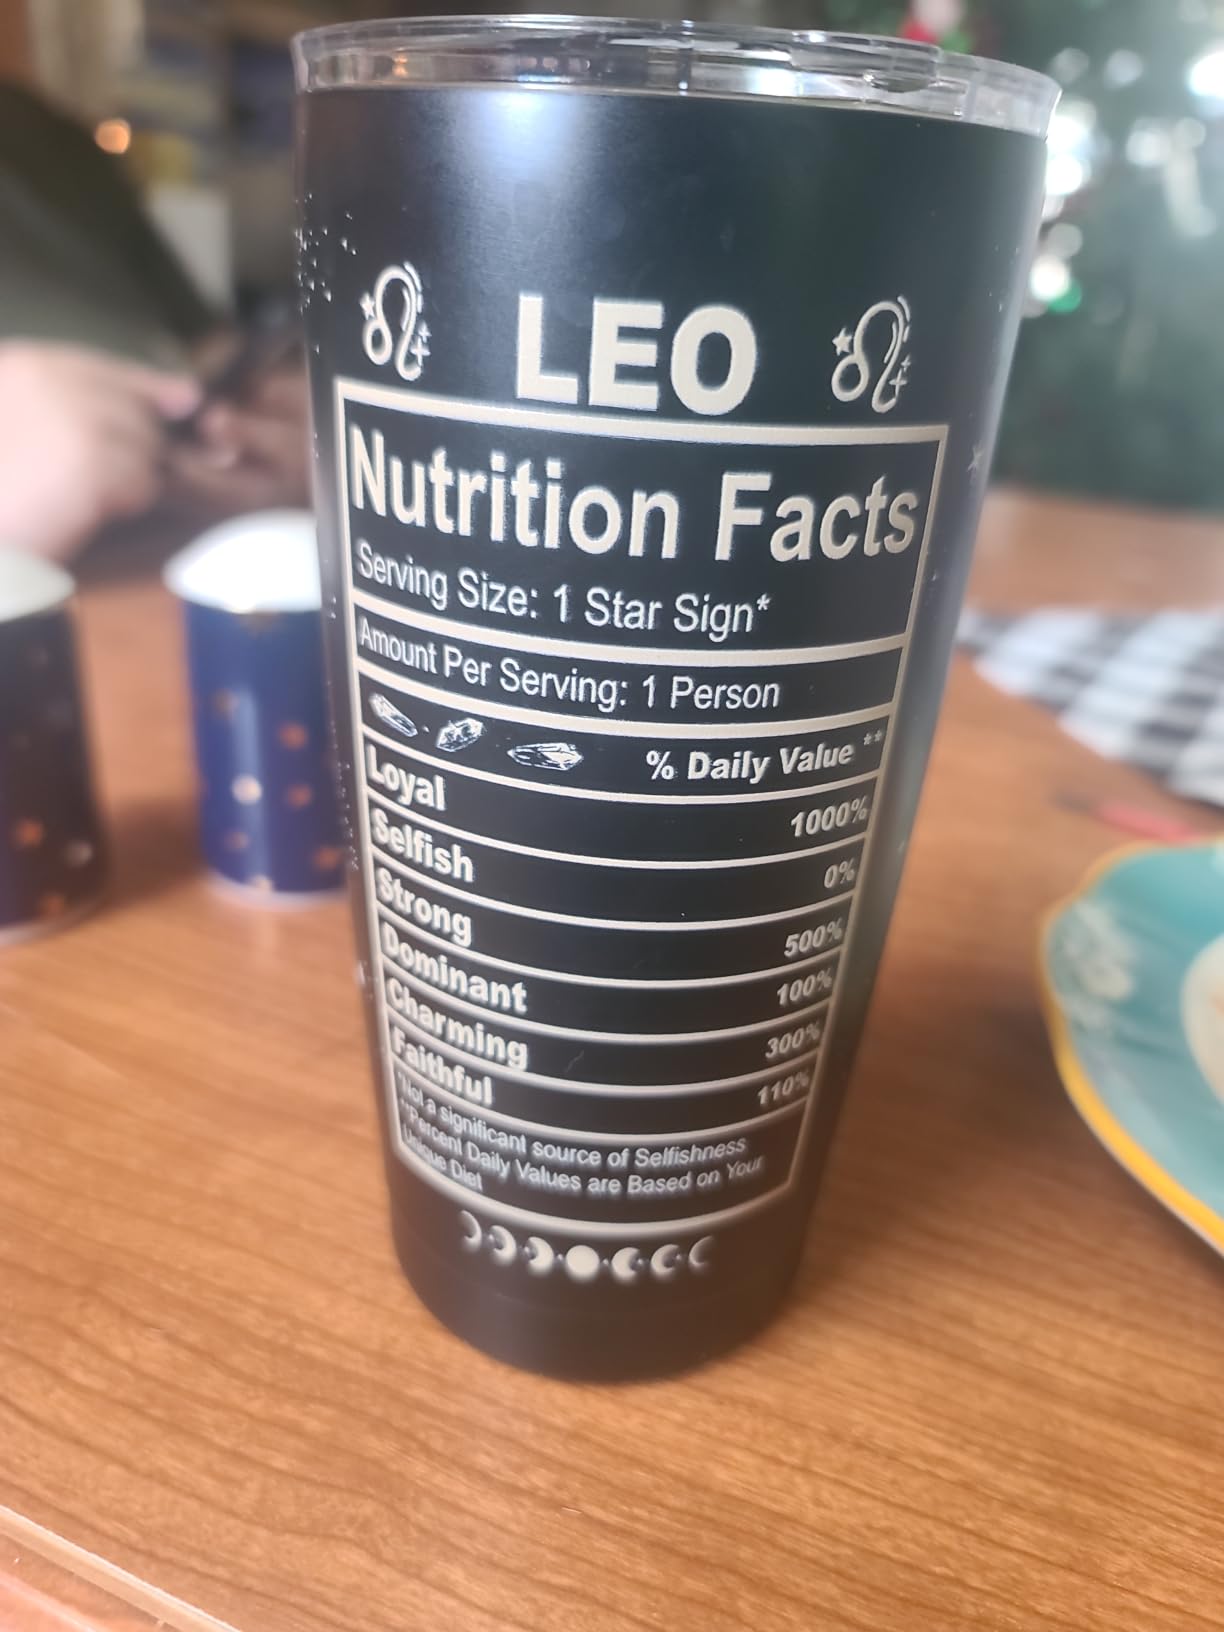 LEO
Nutrition Facts
Serving Size: 1 Star Sign*
Amount Per Serving: 1 Person
% Daily Value **
Loyal 1000%
Selfish 0%
Strong 500%
Dominant 100%
Charming 300%
Faithful 110%
*Not a significant source of Selfishness
**Percent Daily Values are Based on Your
Unique Diet